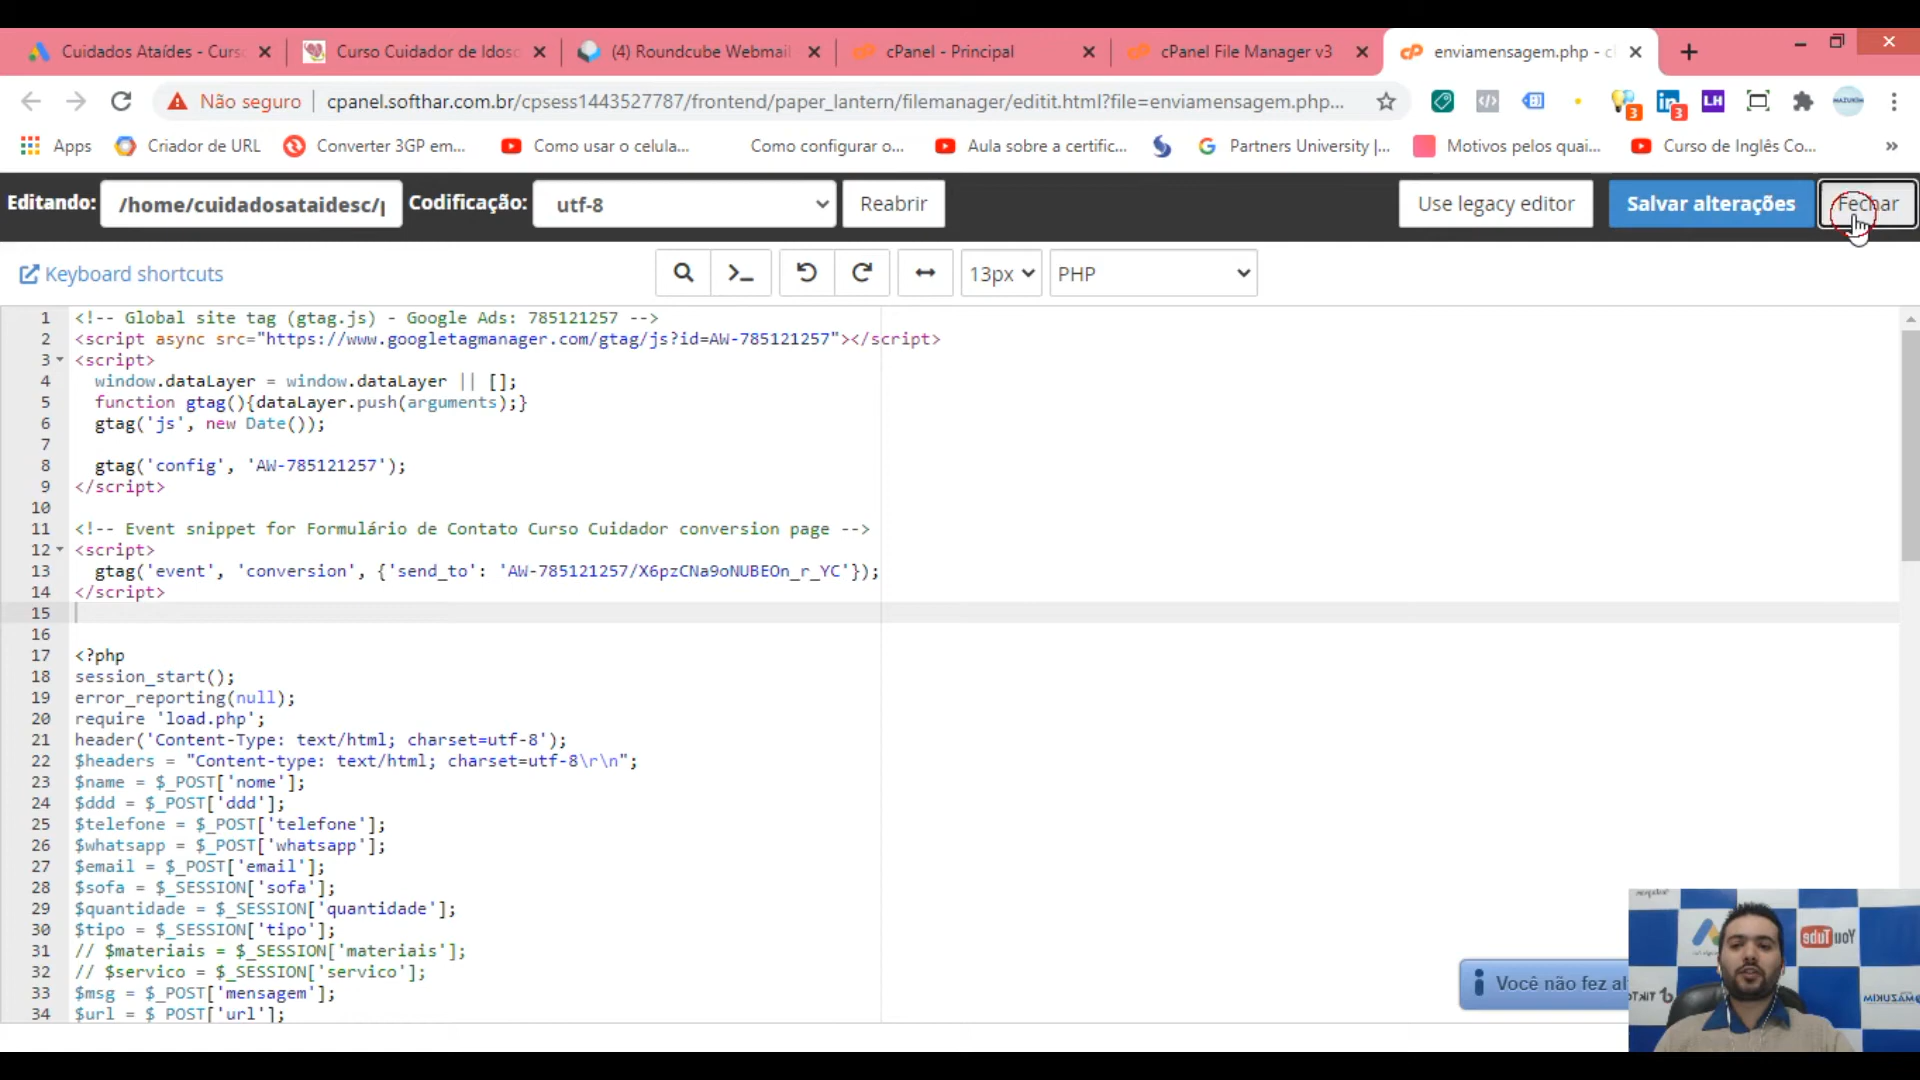 Cuidados Ataídes - Curs
Curso Cuidador de Idos
(4) Roundcube Webmail
cPanel - Principal
cPanel File Manager v3
enviamensagem.php - c
Não seguro
cpanel.softhar.com.br/cpsess1443527787/frontend/paper_lantern/filemanager/editit.html?file=enviamensagem.php...
3
3
LH
MAZUKIM
Apps
Criador de URL
Converter 3GP em...
Como usar o celula...
Como configurar o...
Aula sobre a certific...
Partners University |...
Motivos pelos quai...
Curso de Inglês Co...
»
Editando:
/home/cuidadosataidesc/p
Codificação:
utf-8
Reabrir
Use legacy editor
Salvar alterações
Fechar
Keyboard shortcuts
13px
PHP
1 <!-- Global site tag (gtag.js) - Google Ads: 785121257 -->
2 <script async src="https://www.googletagmanager.com/gtag/js?id=AW-785121257"></script>
3 <script>
4 window.dataLayer = window.dataLayer || [];
5 function gtag(){dataLayer.push(arguments);}
6 gtag('js', new Date());
7
8 gtag('config', 'AW-785121257');
9 </script>
10
11 <!-- Event snippet for Formulário de Contato Curso Cuidador conversion page -->
12 <script>
13 gtag('event', 'conversion', {'send_to': 'AW-785121257/X6pzCNa9oNUBEOn_r_YC'});
14 </script>
15
16
17 <?php
18 session_start();
19 error_reporting(null);
20 require 'load.php';
21 header('Content-Type: text/html; charset=utf-8');
22 $headers = "Content-type: text/html; charset=utf-8\r\n";
23 $name = $_POST['nome'];
24 $ddd = $_POST['ddd'];
25 $telefone = $_POST['telefone'];
26 $whatsapp = $_POST['whatsapp'];
27 $email = $_POST['email'];
28 $sofa = $_SESSION['sofa'];
29 $quantidade = $_SESSION['quantidade'];
30 $tipo = $_SESSION['tipo'];
31 // $materiais = $_SESSION['materiais'];
32 // $servico = $_SESSION['servico'];
33 $msg = $_POST['mensagem'];
34 $url = $_POST['url'];
Você não fez al
YouTube
TIKT
MAZUKIM